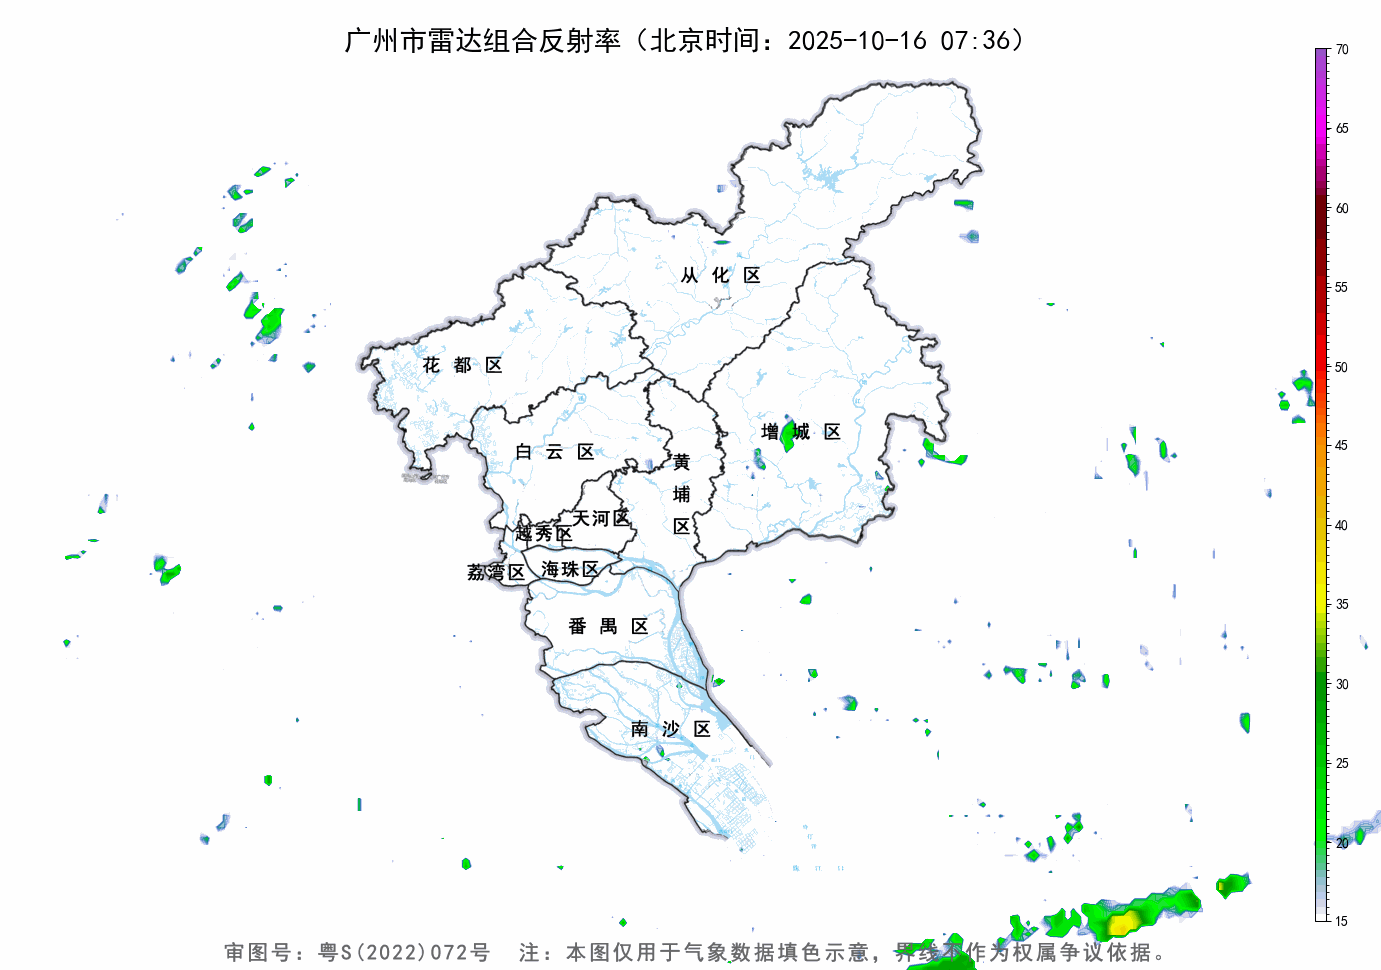 广州市雷达组合反射率（北京时间：2025-10-16 07:36）
70
65
60
55
50
45
40
35
30
25
20
15
从化区
花都区
增城区
白云区
黄埔区
天河区
越秀区
海珠区
荔湾区
番禺区
南沙区
审图号：粤S(2022)072号 注：本图仅用于气象数据填色示意，界线不作为权属争议依据。